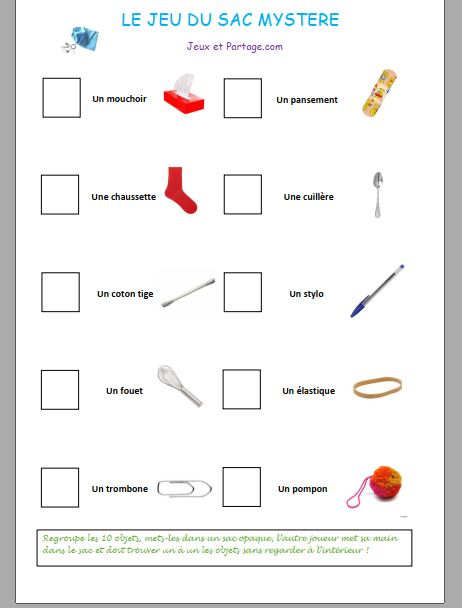 LE JEU DU SAC MYSTERE
Jeux et Partage.com
Un mouchoir
Un pansement
Une chaussette
Une cuillère
Un coton tige
Un stylo
Un fouet
Un élastique
Un trombone
Un pompon
Regroupe les 10 objets, mets-les dans un sac opaque, l'autre joueur met sa main
dans le sac et doit trouver un à un les objets sans regarder à l'intérieur !